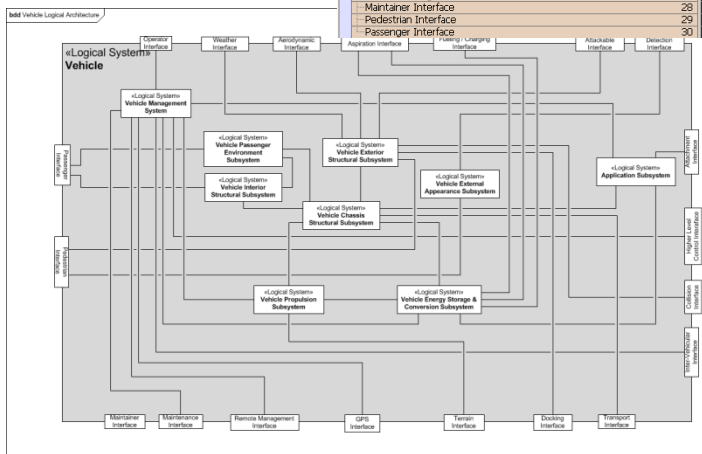 Maintainer Interface 28
Pedestrian Interface 29
Passenger Interface 30
bdd Vehicle Logical Architecture
Operator
Interface
Weather
Interface
Aerodynamic
Interface
Aspiration Interface
Fueling / Charging
Interface
Attackable
Interface
Detection
Interface
«Logical System»
Vehicle
«Logical System»
Vehicle Management
System
«Logical System»
Vehicle Passenger
Environment
Subsystem
«Logical System»
Vehicle Exterior
Structural Subsystem
«Logical System»
Vehicle Interior
Structural Subsystem
«Logical System»
Vehicle External
Appearance Subsystem
«Logical System»
Application Subsystem
«Logical System»
Vehicle Chassis
Structural Subsystem
«Logical System»
Vehicle Propulsion
Subsystem
«Logical System»
Vehicle Energy Storage &
Conversion Subsystem
Passenger
Interface
Pedestrian
Interface
Attachment
Interface
Higher Level
Control Interface
Collision
Interface
Inter-Vehicular
Interface
Maintainer
Interface
Maintenance
Interface
Remote Management
Interface
GPS
Interface
Terrain
Interface
Docking
Interface
Transport
Interface